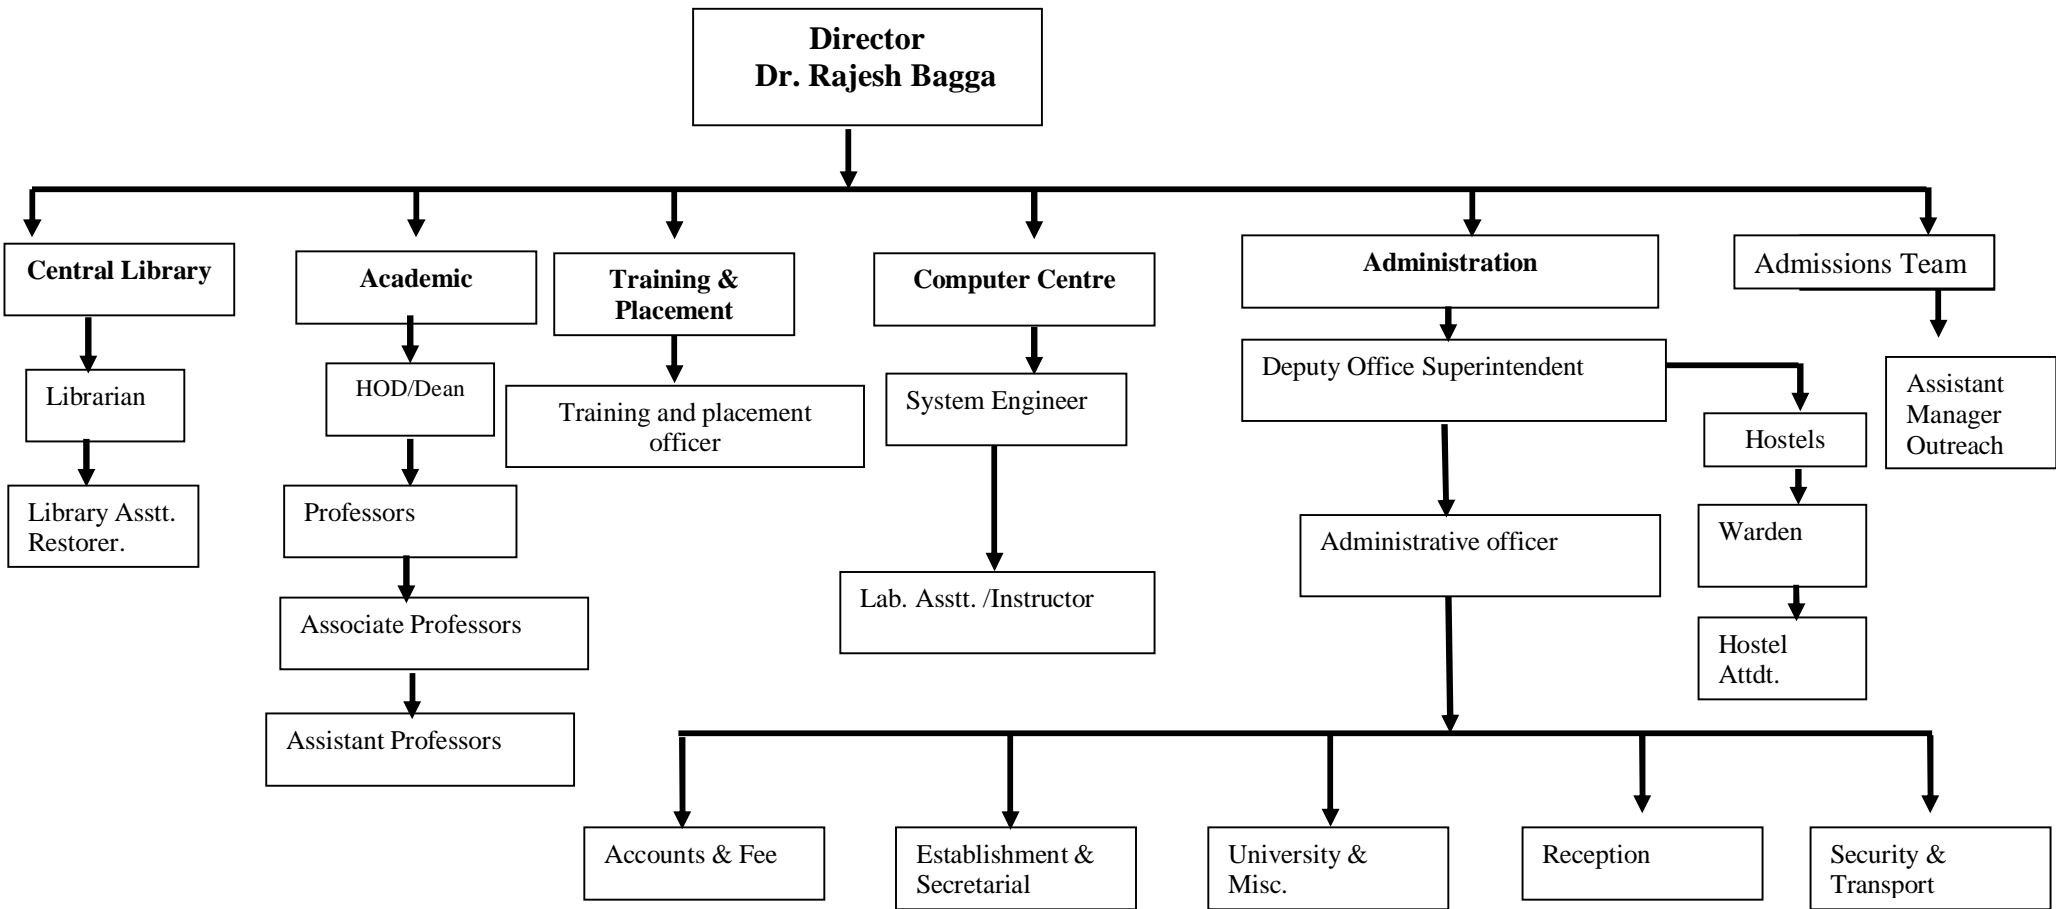 Director
Dr. Rajesh Bagga
Central Library
Academic
Training &
Placement
Computer Centre
Administration
Admissions Team
Librarian
HOD/Dean
Training and placement
officer
System Engineer
Deputy Office Superintendent
Hostels
Assistant
Manager
Outreach
Library Asstt.
Restorer.
Professors
Administrative officer
Warden
Associate Professors
Lab. Asstt. /Instructor
Hostel
Attdt.
Assistant Professors
Accounts & Fee
Establishment &
Secretarial
University &
Misc.
Reception
Security &
Transport